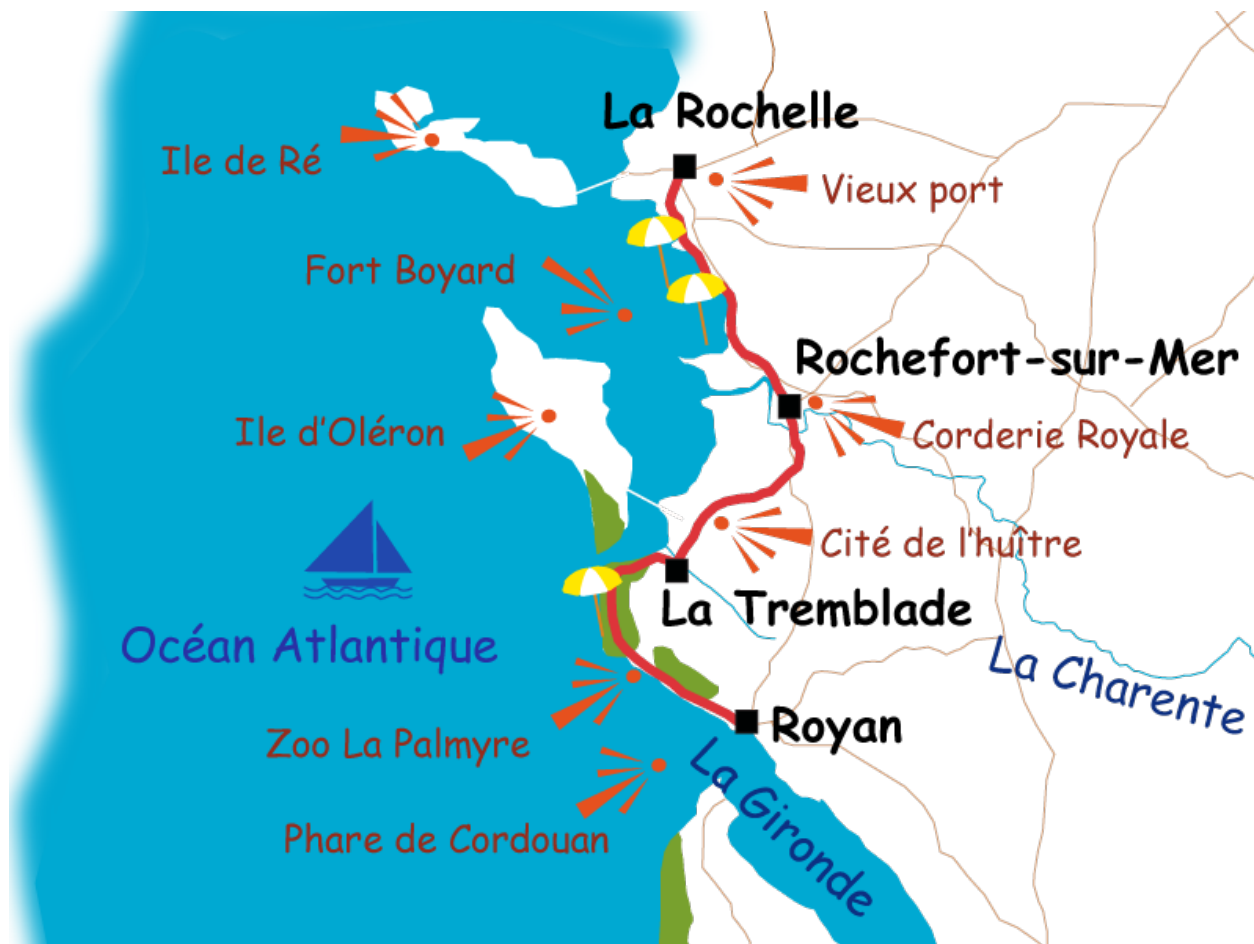 La Rochelle
Ile de Ré
Vieux port
Fort Boyard
Rochefort-sur-Mer
Ile d'Oléron
Corderie Royale
Cité de l'huître
La Tremblade
Océan Atlantique
La Charente
Zoo La Palmyre
Royan
La Gironde
Phare de Cordouan